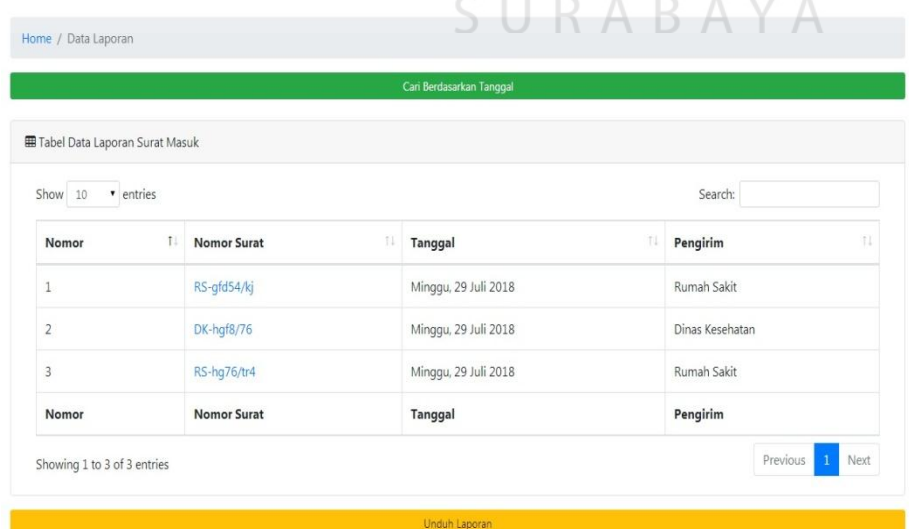 SURABAYA
Home / Data Laporan
Cari Berdasarkan Tanggal
Tabel Data Laporan Surat Masuk
Show 10 entries Search:
Nomor Nomor Surat Tanggal Pengirim
1 RS-gfd54/kj Minggu, 29 Juli 2018 Rumah Sakit
2 DK-hgf8/76 Minggu, 29 Juli 2018 Dinas Kesehatan
3 RS-hg76/tr4 Minggu, 29 Juli 2018 Rumah Sakit
Nomor Nomor Surat Tanggal Pengirim
Showing 1 to 3 of 3 entries Previous 1 Next
Unduh Laporan